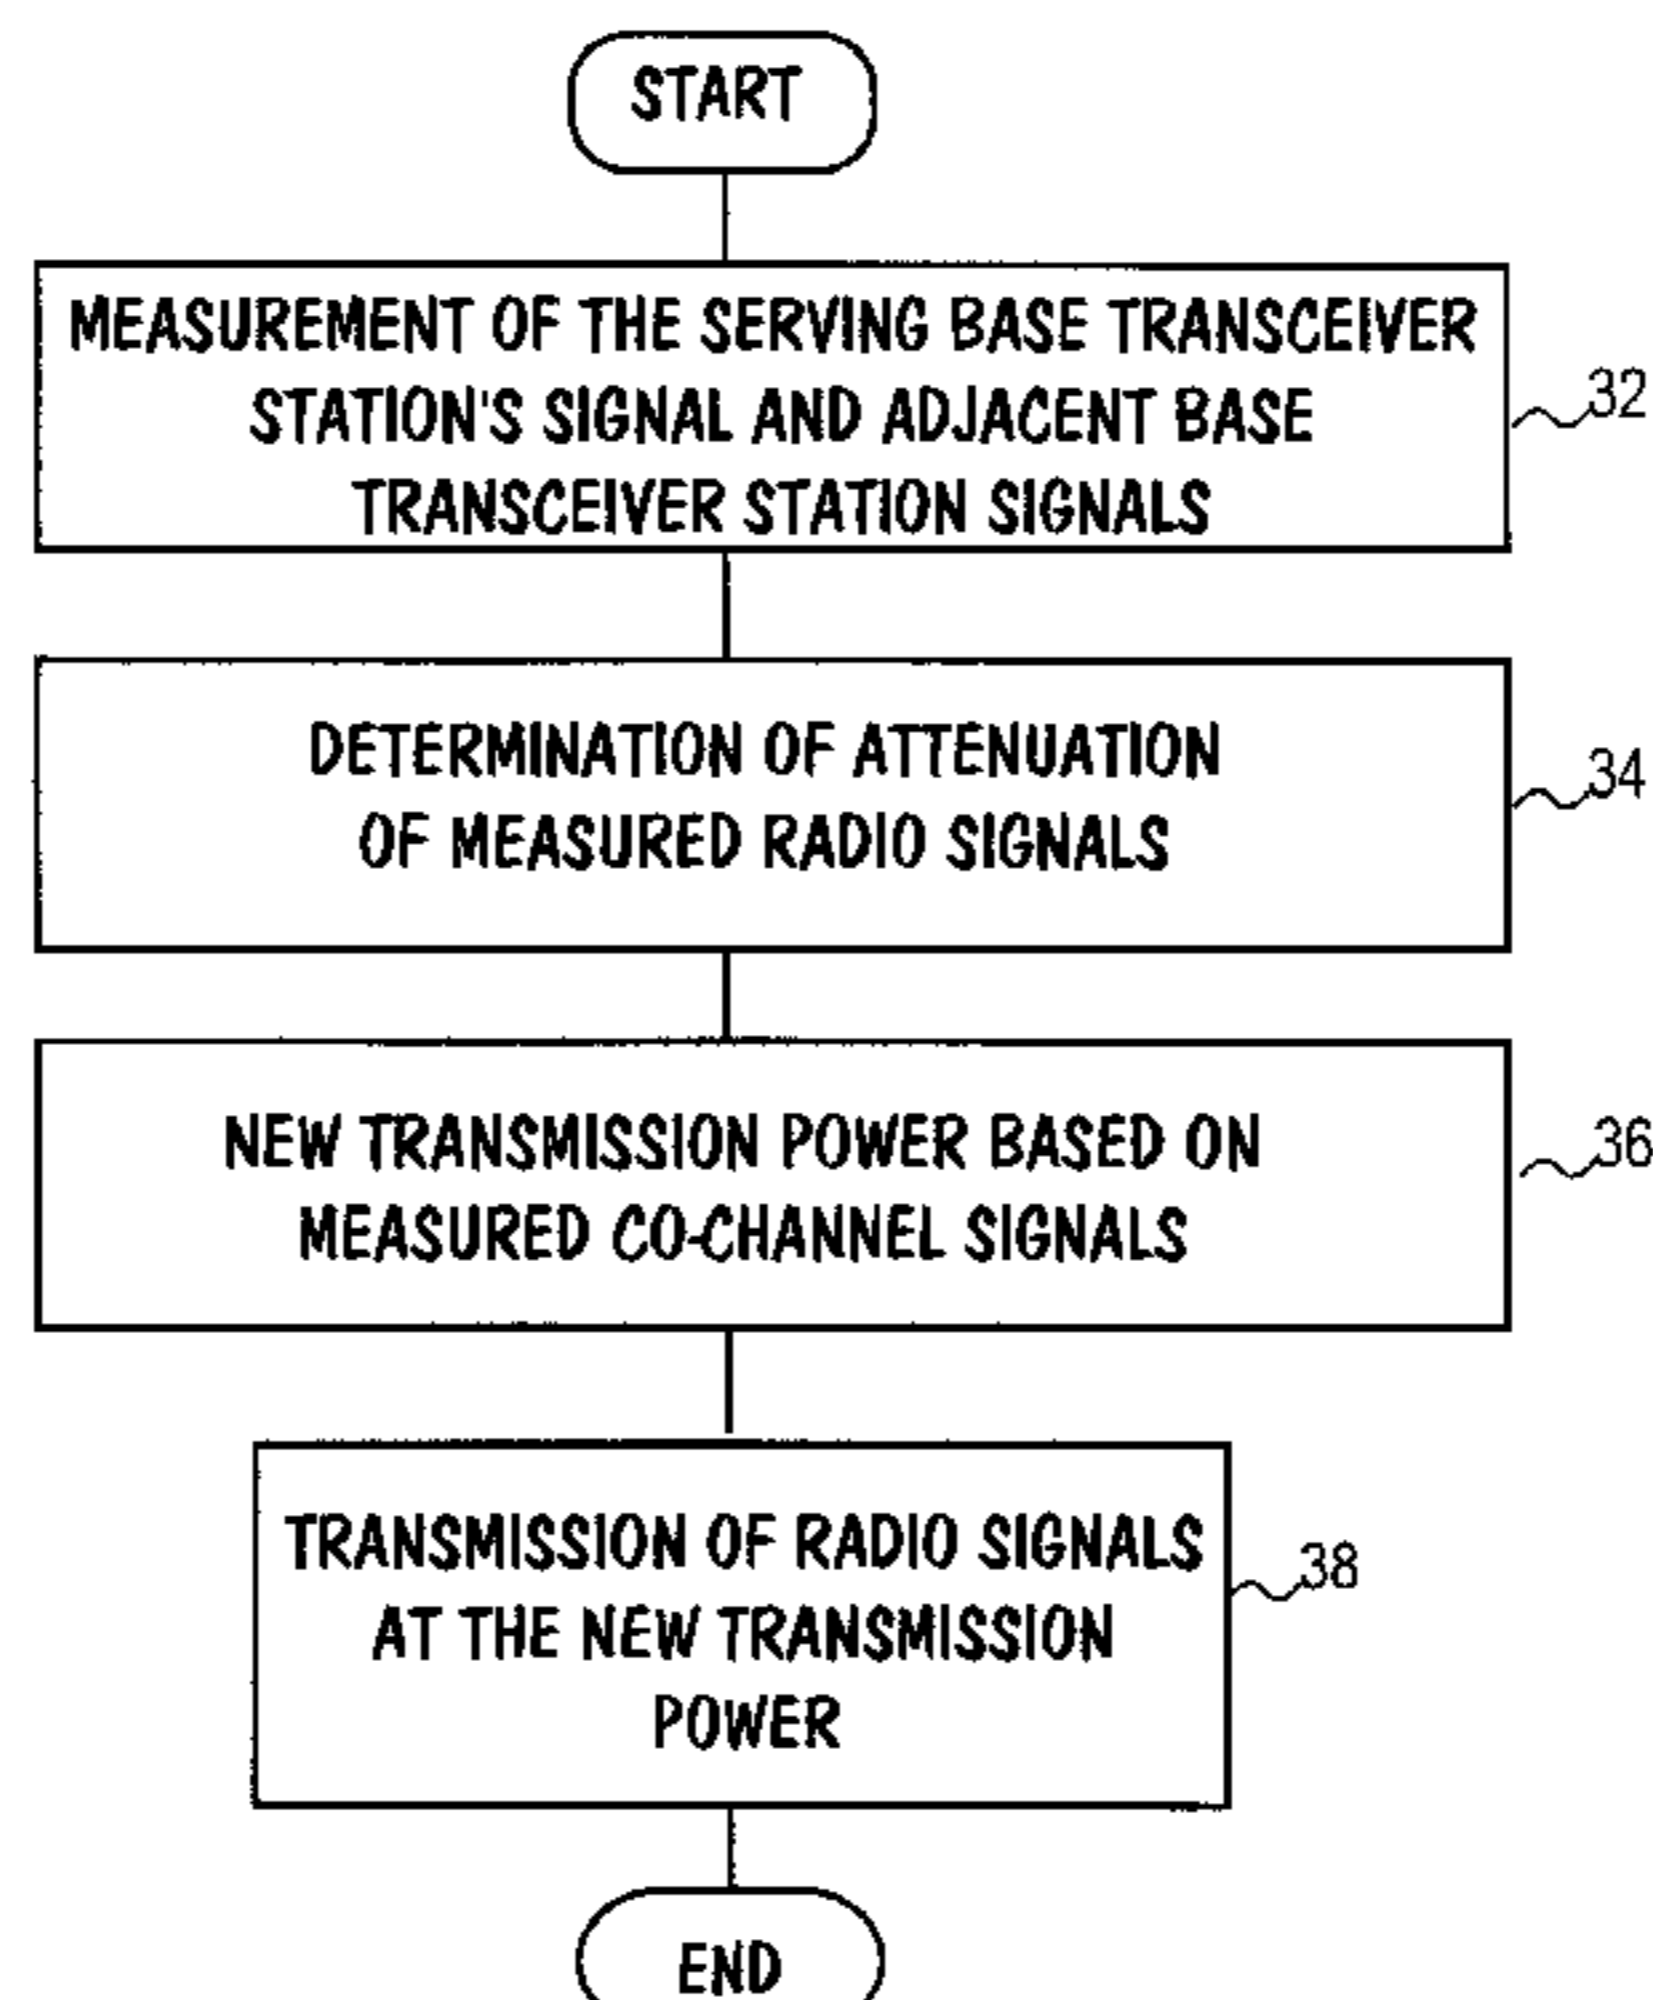 START
MEASUREMENT OF THE SERVING BASE TRANSCEIVER
STATION'S SIGNAL AND ADJACENT BASE
TRANSCEIVER STATION SIGNALS
32
DETERMINATION OF ATTENUATION
OF MEASURED RADIO SIGNALS
34
NEW TRANSMISSION POWER BASED ON
MEASURED CO-CHANNEL SIGNALS
36
TRANSMISSION OF RADIO SIGNALS
AT THE NEW TRANSMISSION
POWER
38
END